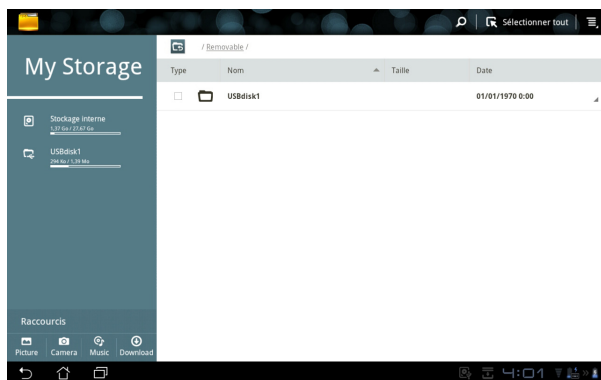 Sélectionner tout
My Storage
/ Removable /
Type Nom Taille Date
USBdisk1 01/01/1970 0:00
Stockage interne
1,37 Go / 27,67 Go
USBdisk1
294 Ko / 1,39 Mo
Raccourcis
Picture Camera Music Download
4:01